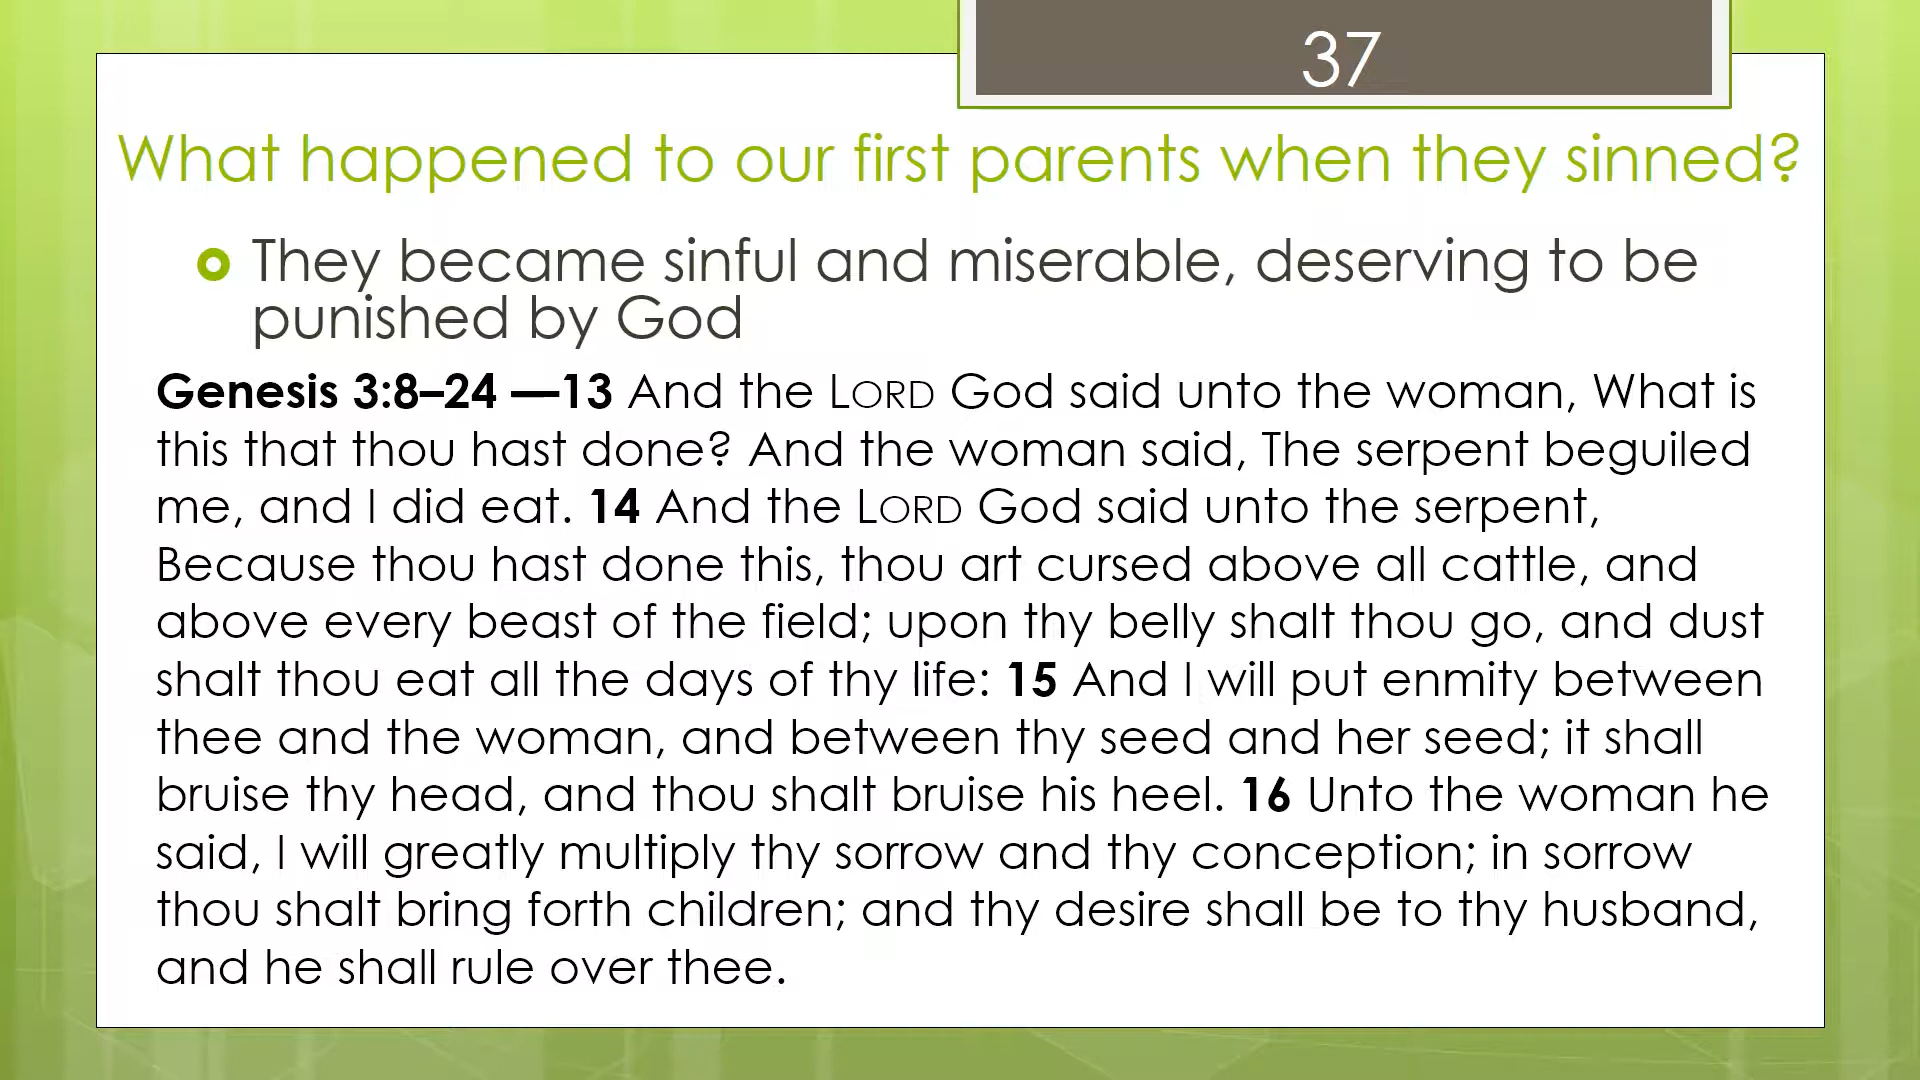 37
What happened to our first parents when they sinned?
They became sinful and miserable, deserving to be
punished by God
Genesis 3:8–24 —13 And the LORD God said unto the woman, What is
this that thou hast done? And the woman said, The serpent beguiled
me, and I did eat. 14 And the LORD God said unto the serpent,
Because thou hast done this, thou art cursed above all cattle, and
above every beast of the field; upon thy belly shalt thou go, and dust
shalt thou eat all the days of thy life: 15 And I will put enmity between
thee and the woman, and between thy seed and her seed; it shall
bruise thy head, and thou shalt bruise his heel. 16 Unto the woman he
said, I will greatly multiply thy sorrow and thy conception; in sorrow
thou shalt bring forth children; and thy desire shall be to thy husband,
and he shall rule over thee.